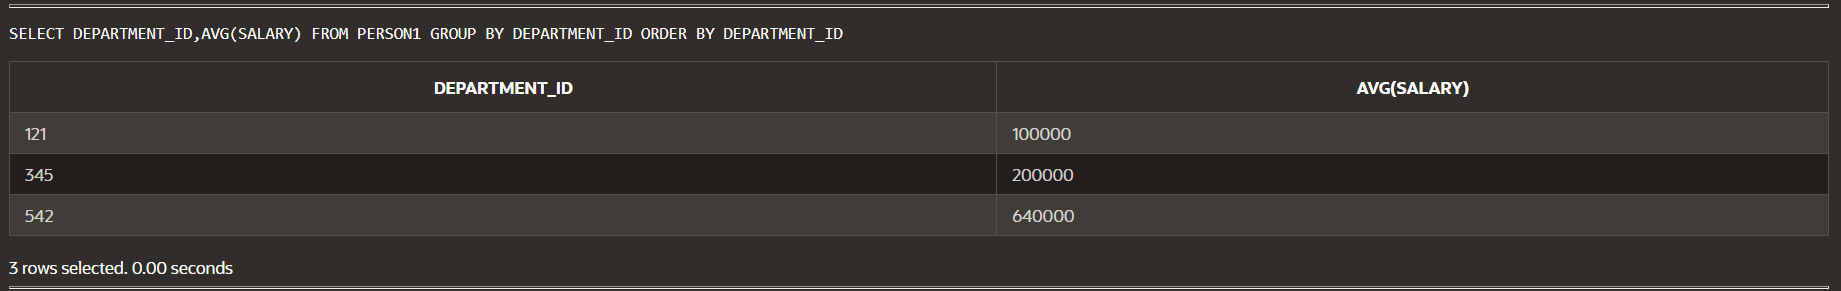 SELECT DEPARTMENT_ID,AVG(SALARY) FROM PERSON1 GROUP BY DEPARTMENT_ID ORDER BY DEPARTMENT_ID
DEPARTMENT_ID AVG(SALARY)
121 100000
345 200000
542 640000
3 rows selected. 0.00 seconds